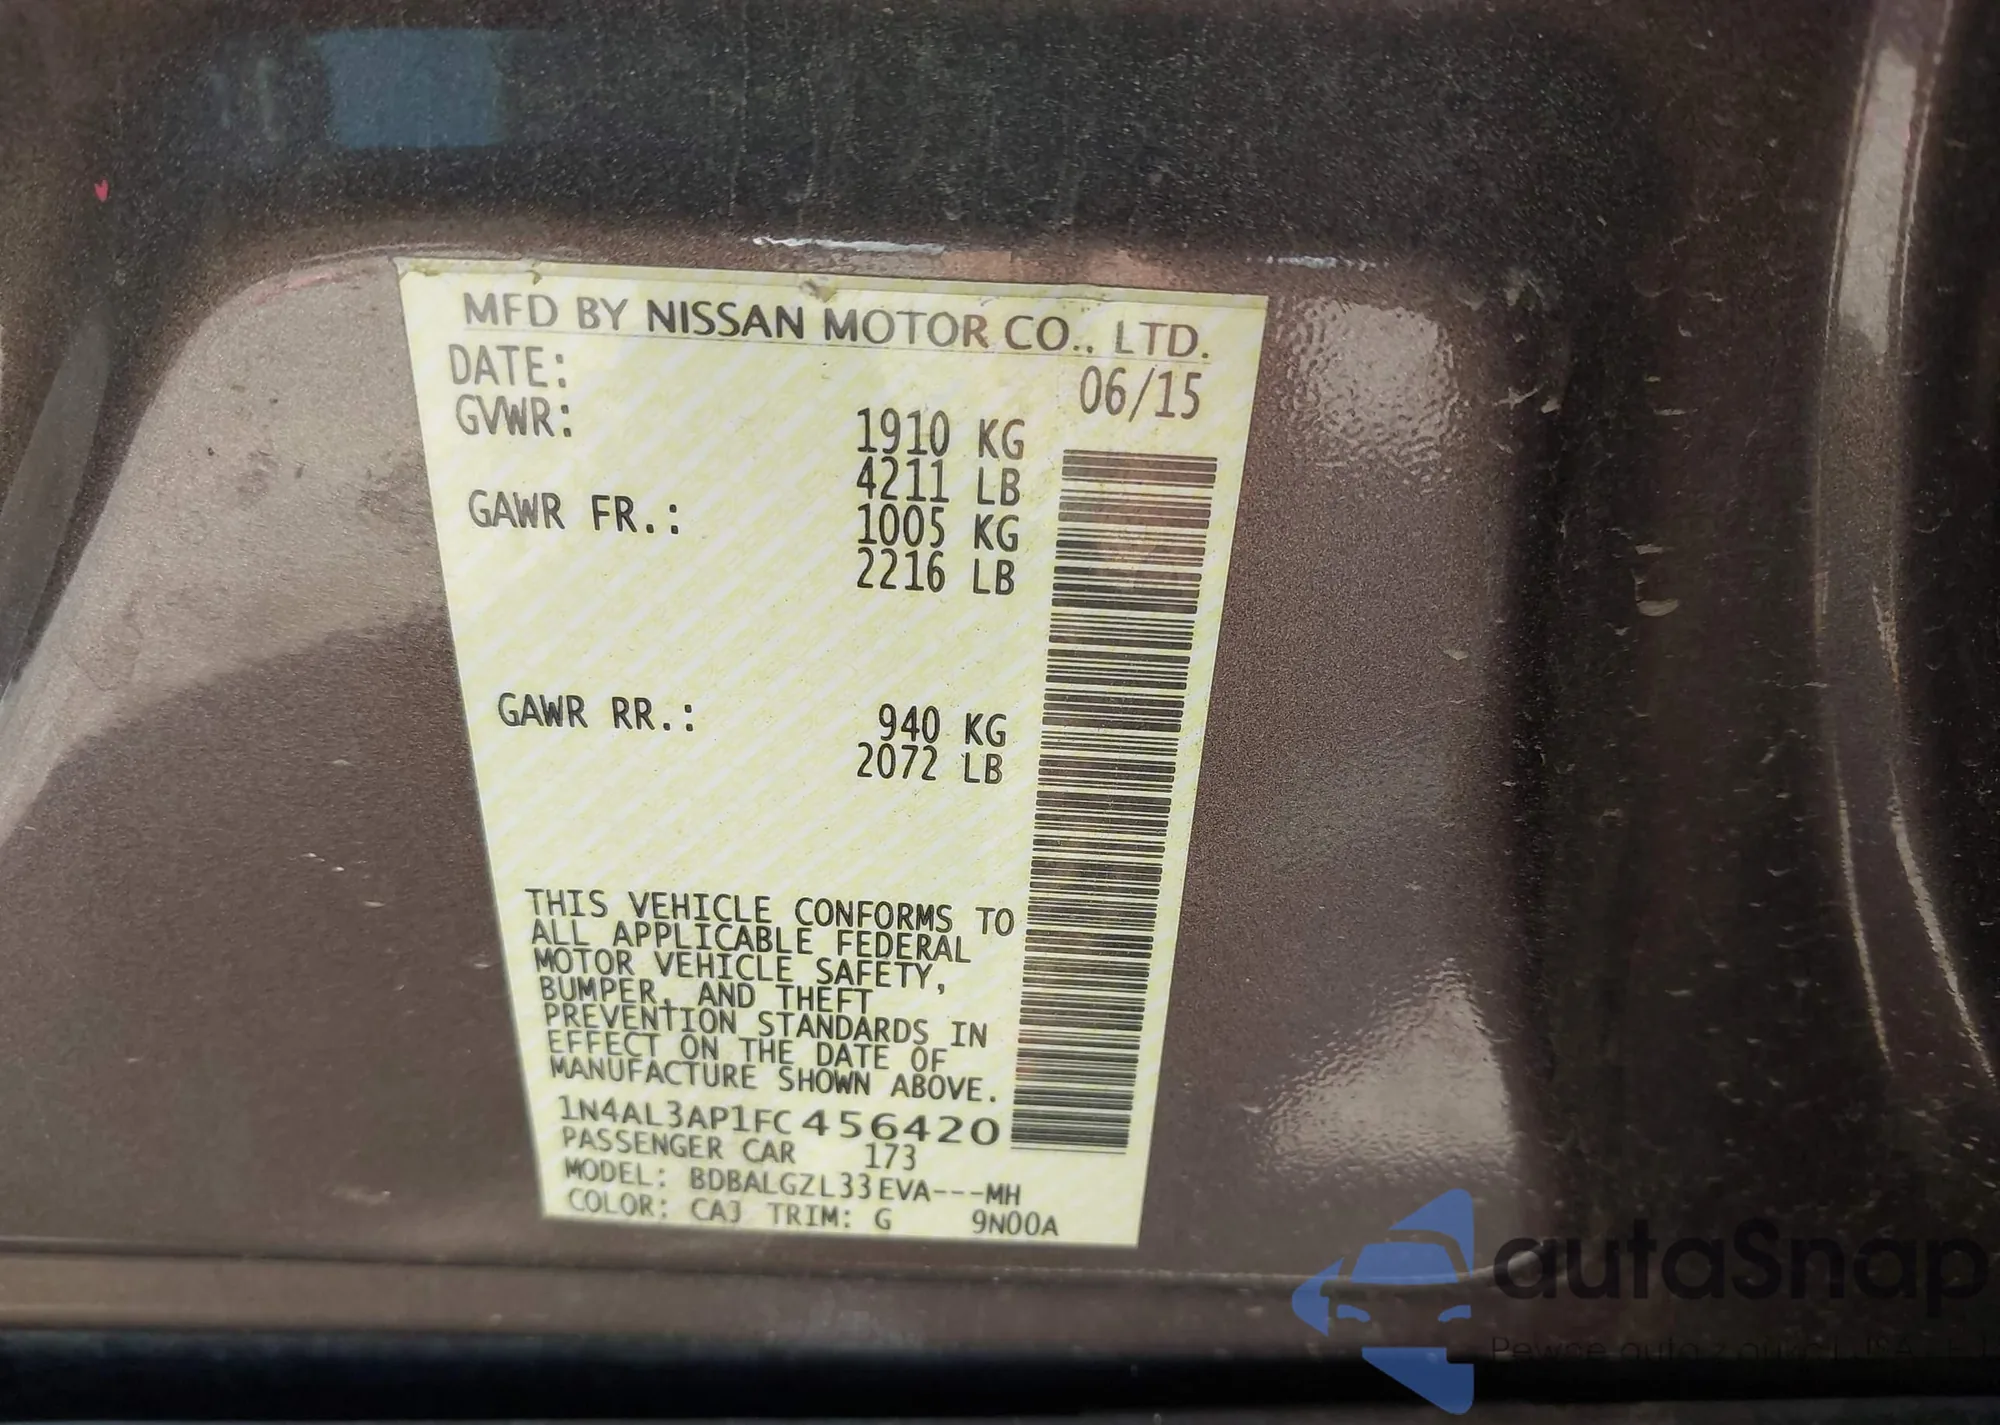 MFD BY NISSAN MOTOR CO., LTD.
DATE: 06/15
GVWR: 1910 KG
4211 LB
GAWR FR.: 1005 KG
2216 LB
GAWR RR.: 940 KG
2072 LB
THIS VEHICLE CONFORMS TO
ALL APPLICABLE FEDERAL
MOTOR VEHICLE SAFETY,
BUMPER, AND THEFT
PREVENTION STANDARDS IN
EFFECT ON THE DATE OF
MANUFACTURE SHOWN ABOVE.
1N4AL3AP1FC456420
PASSENGER CAR 173
MODEL: BDBALGZL33EVA---MH
COLOR: CAJ TRIM: G 9N00A
autaSnap
Pewne auta z